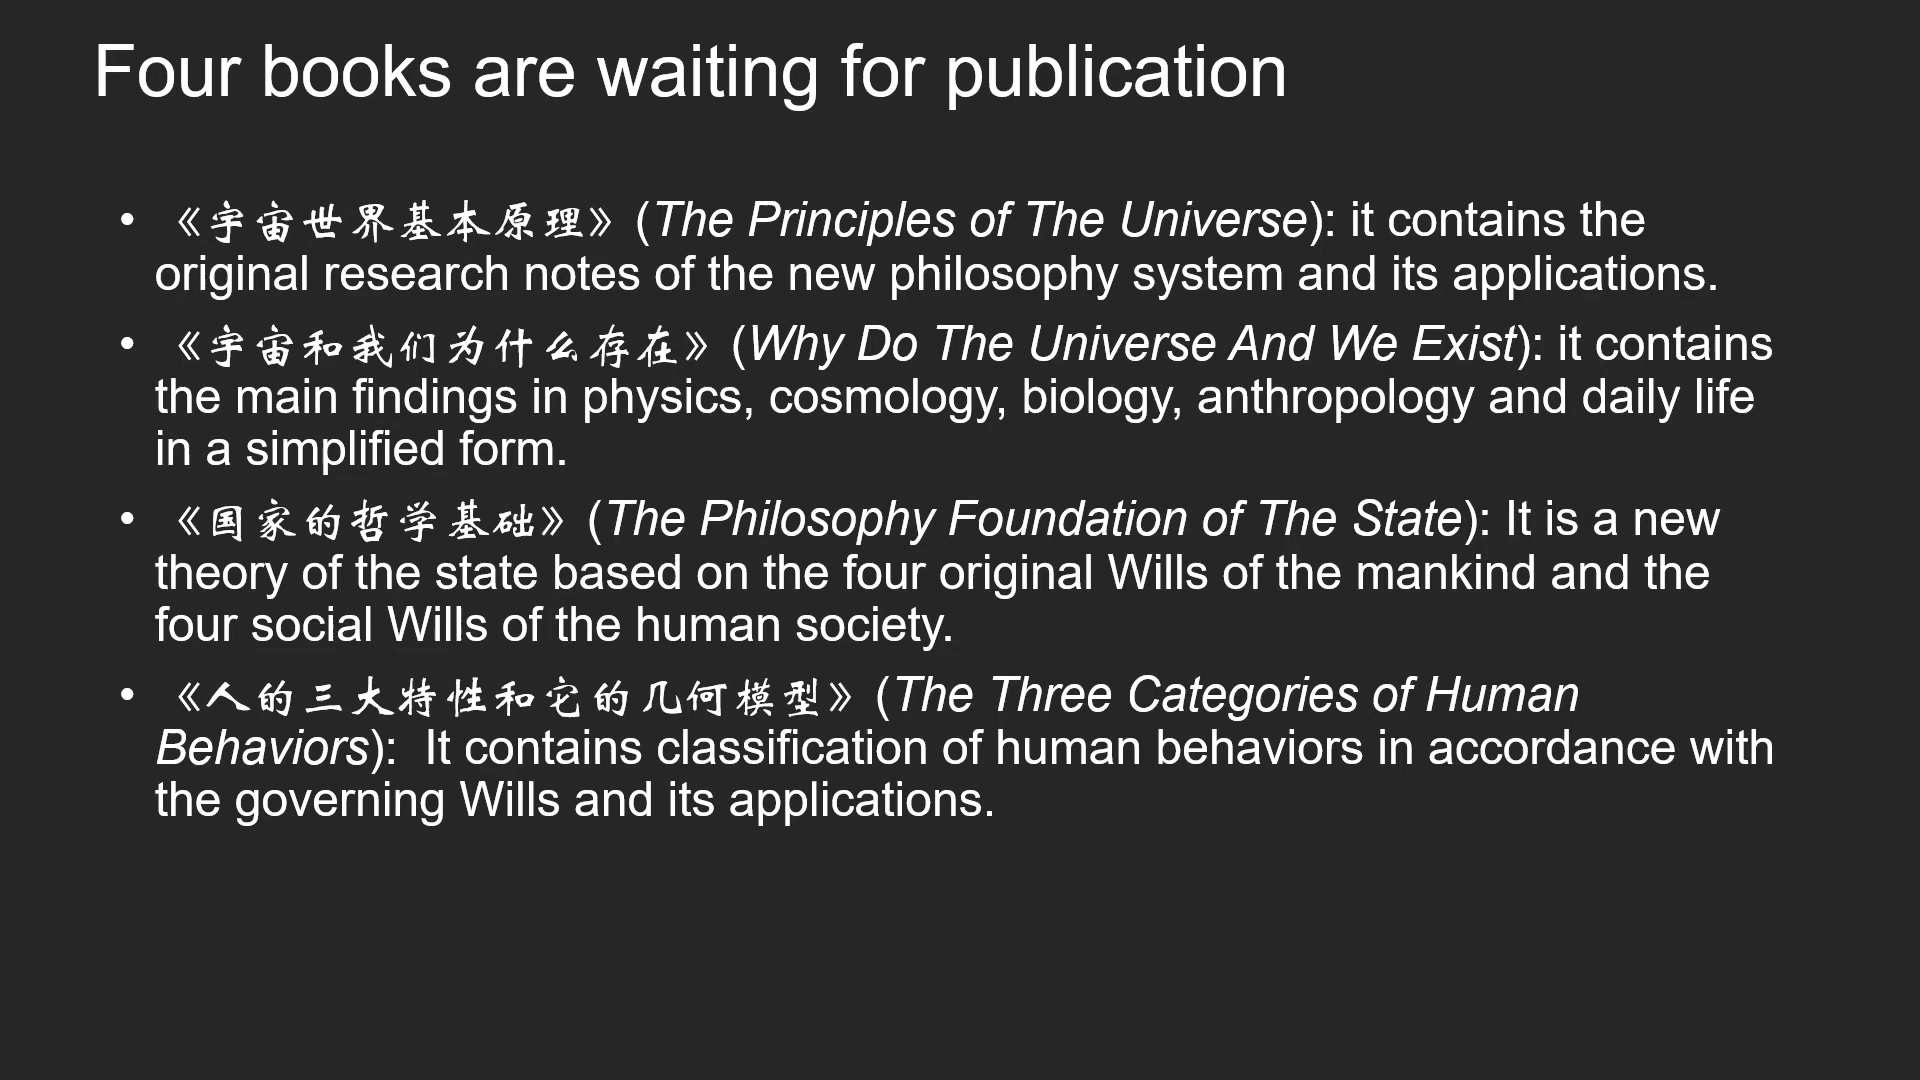 Four books are waiting for publication
• 《宇宙世界基本原理》(The Principles of The Universe): it contains the
original research notes of the new philosophy system and its applications.
• 《宇宙和我们为什么存在》(Why Do The Universe And We Exist): it contains
the main findings in physics, cosmology, biology, anthropology and daily life
in a simplified form.
• 《国家的哲学基础》(The Philosophy Foundation of The State): It is a new
theory of the state based on the four original Wills of the mankind and the
four social Wills of the human society.
• 《人的三大特性和它的几何模型》(The Three Categories of Human
Behaviors): It contains classification of human behaviors in accordance with
the governing Wills and its applications.